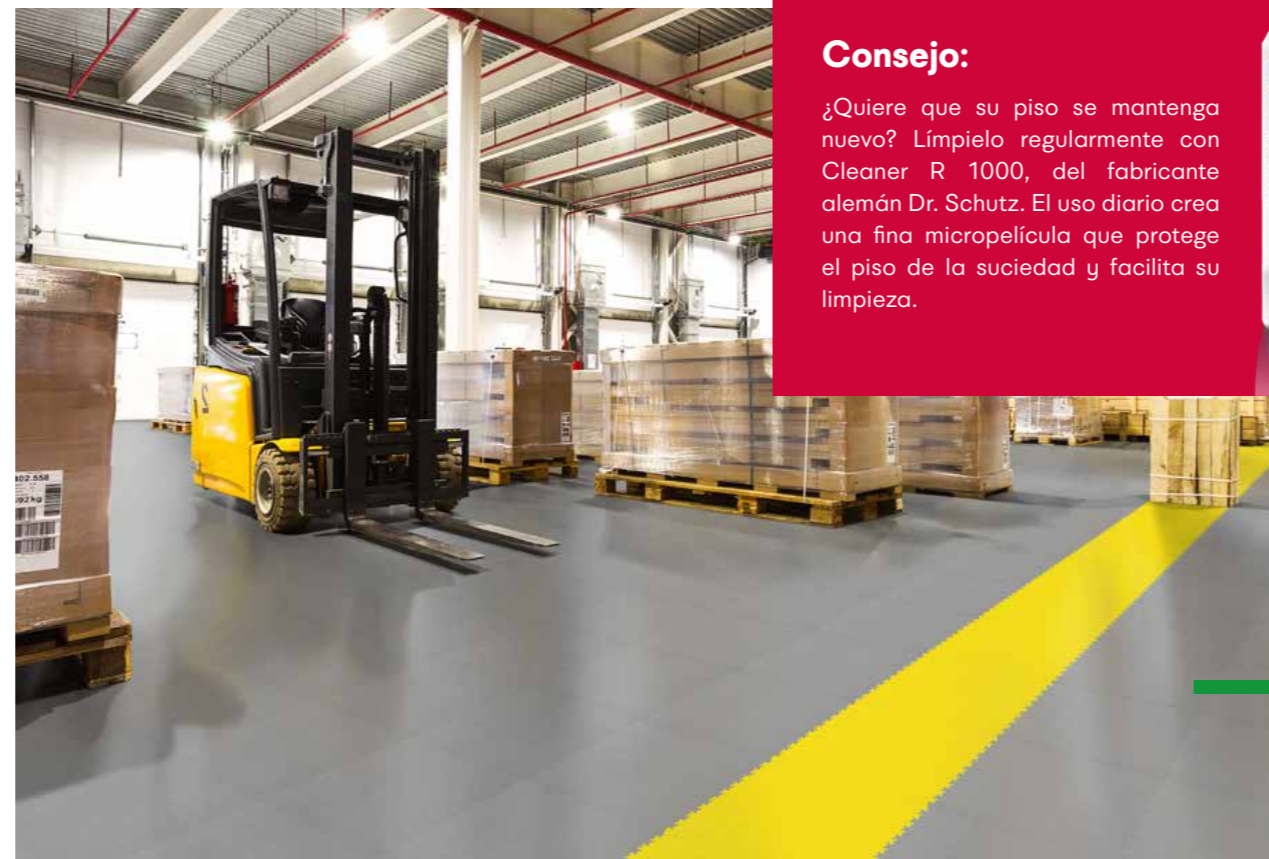 Consejo:
¿Quiere que su piso se mantenga
nuevo? Límpielo regularmente con
Cleaner R 1000, del fabricante
alemán Dr. Schutz. El uso diario crea
una fina micropelícula que protege
el piso de la suciedad y facilita su
limpieza.
2